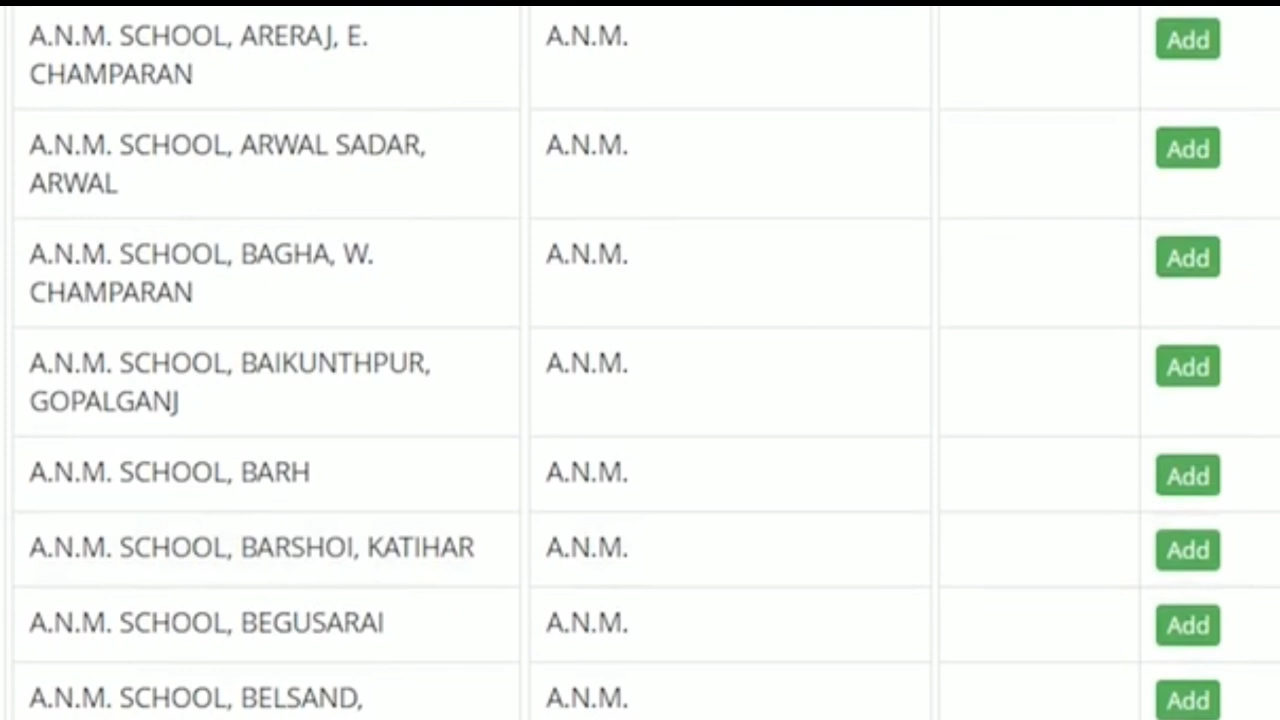 A.N.M. SCHOOL, ARERAJ, E. A.N.M. Add
CHAMPARAN
A.N.M. SCHOOL, ARWAL SADAR, A.N.M. Add
ARWAL
A.N.M. SCHOOL, BAGHA, W. A.N.M. Add
CHAMPARAN
A.N.M. SCHOOL, BAIKUNTHPUR, A.N.M. Add
GOPALGANJ
A.N.M. SCHOOL, BARH A.N.M. Add
A.N.M. SCHOOL, BARSHOI, KATIHAR A.N.M. Add
A.N.M. SCHOOL, BEGUSARAI A.N.M. Add
A.N.M. SCHOOL, BELSAND, A.N.M. Add